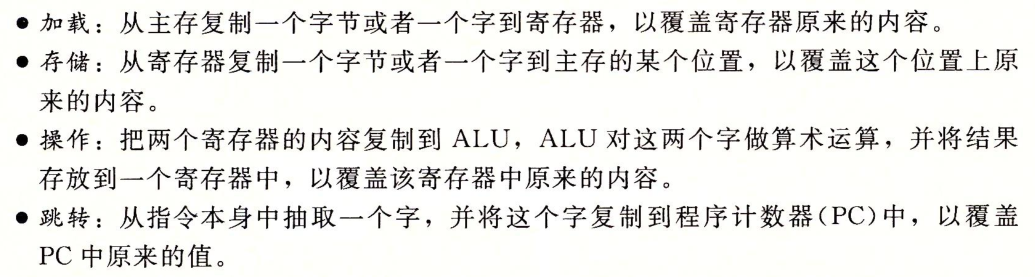 ● 加载：从主存复制一个字节或者一个字到寄存器，以覆盖寄存器原来的内容。
● 存储：从寄存器复制一个字节或者一个字到主存的某个位置，以覆盖这个位置上原
来的内容。
● 操作：把两个寄存器的内容复制到 ALU，ALU 对这两个字做算术运算，并将结果
存放到一个寄存器中，以覆盖该寄存器中原来的内容。
● 跳转：从指令本身中抽取一个字，并将这个字复制到程序计数器(PC)中，以覆盖
PC 中原来的值。